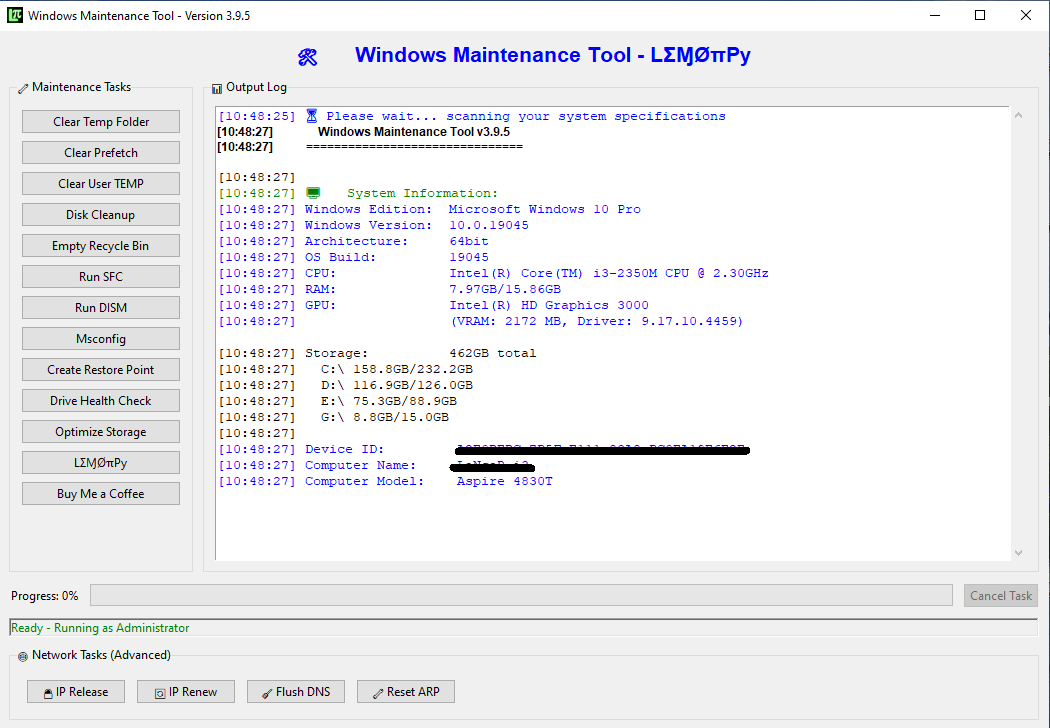 Windows Maintenance Tool - Version 3.9.5
Windows Maintenance Tool - LΣɱØπPy
Maintenance Tasks
Clear Temp Folder
Clear Prefetch
Clear User TEMP
Disk Cleanup
Empty Recycle Bin
Run SFC
Run DISM
Msconfig
Create Restore Point
Drive Health Check
Optimize Storage
LΣɱØπPy
Buy Me a Coffee
Output Log
[10:48:25] Please wait... scanning your system specifications
[10:48:27] Windows Maintenance Tool v3.9.5
[10:48:27] ===============================
[10:48:27]
[10:48:27] System Information:
[10:48:27] Windows Edition: Microsoft Windows 10 Pro
[10:48:27] Windows Version: 10.0.19045
[10:48:27] Architecture: 64bit
[10:48:27] OS Build: 19045
[10:48:27] CPU: Intel(R) Core(TM) i3-2350M CPU @ 2.30GHz
[10:48:27] RAM: 7.97GB/15.86GB
[10:48:27] GPU: Intel(R) HD Graphics 3000
[10:48:27] (VRAM: 2172 MB, Driver: 9.17.10.4459)
[10:48:27] Storage: 462GB total
[10:48:27] C:\ 158.8GB/232.2GB
[10:48:27] D:\ 116.9GB/126.0GB
[10:48:27] E:\ 75.3GB/88.9GB
[10:48:27] G:\ 8.8GB/15.0GB
[10:48:27]
[10:48:27] Device ID:
[10:48:27] Computer Name:
[10:48:27] Computer Model: Aspire 4830T
Progress: 0%
Cancel Task
Ready - Running as Administrator
Network Tasks (Advanced)
IP Release
IP Renew
Flush DNS
Reset ARP